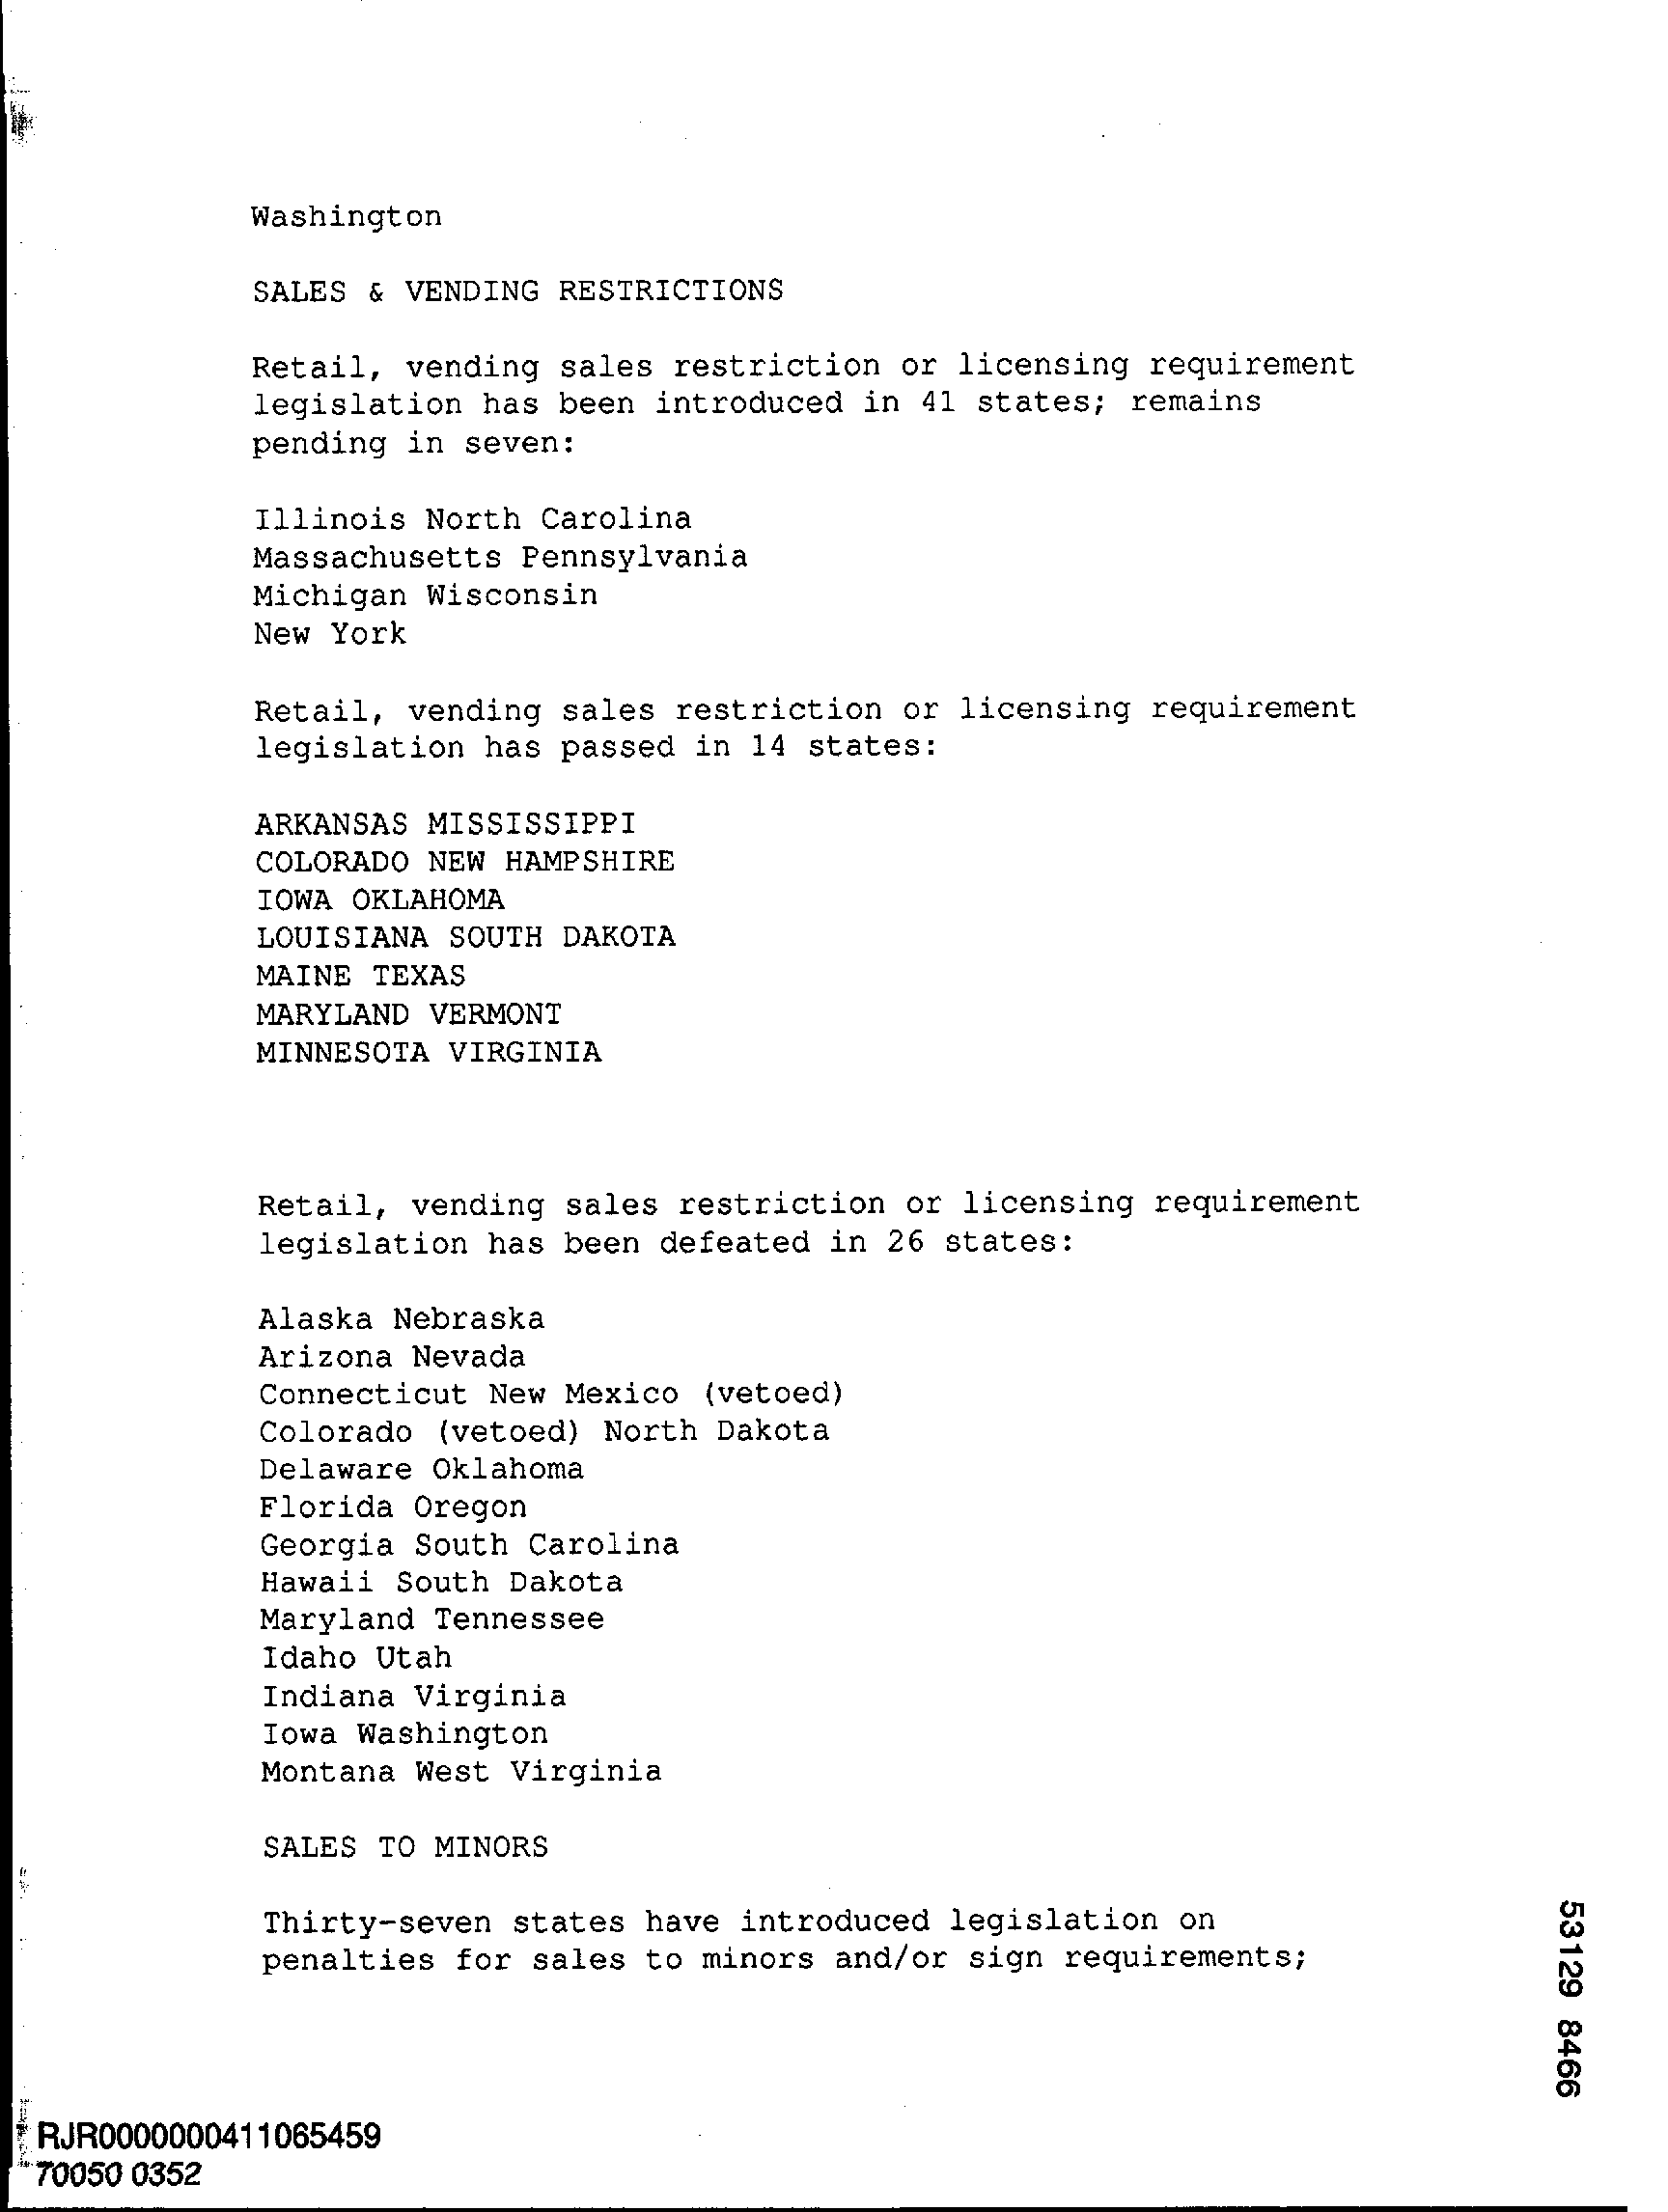 Washington
SALES & VENDING RESTRICTIONS
Retail, vending sales restriction or licensing requirement
legislation has been introduced in 41 states; remains
pending in seven:
Illinois North Carolina
Massachusetts Pennsylvania
Michigan Wisconsin
New York
Retail, vending sales restriction or licensing requirement
legislation has passed in 14 states:
ARKANSAS MISSISSIPPI
COLORADO NEW HAMPSHIRE
IOWA OKLAHOMA
LOUISIANA SOUTH DAKOTA
MAINE TEXAS
MARYLAND VERMONT
MINNESOTA VIRGINIA
Retail, vending sales restriction or licensing requirement
legislation has been defeated in 26 states:
Alaska Nebraska
Arizona Nevada
Connecticut New Mexico (vetoed)
Colorado (vetoed) North Dakota
Delaware Oklahoma
Florida Oregon
Georgia South Carolina
Hawaii South Dakota
Maryland Tennessee
Idaho Utah
Indiana Virginia
Iowa Washington
Montana West Virginia
SALES TO MINORS
Thirty-seven states have introduced legislation on
penalties for sales to minors and/or sign requirements;
53129 8466
RJR0000000411065459
70050 0352